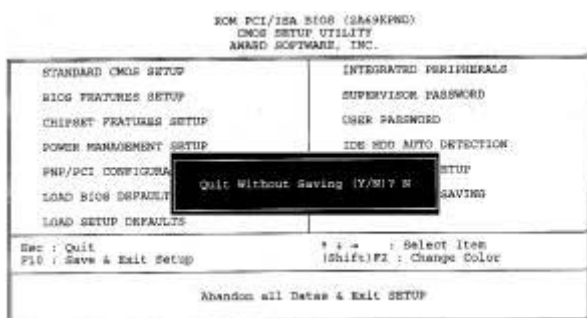 ROM PCI/ISA BIOS (2A69KPND)
CMOS SETUP UTILITY
AWARD SOFTWARE, INC.
STANDARD CMOS SETUP
BIOS FEATURES SETUP
CHIPSET FEATURES SETUP
POWER MANAGEMENT SETUP
PNP/PCI CONFIGURA
LOAD BIOS DEFAULT
LOAD SETUP DEFAULTS
INTEGRATED PERIPHERALS
SUPERVISOR PASSWORD
USER PASSWORD
IDE HDD AUTO DETECTION
ETUP
SAVING
Quit Without Saving (Y/N)? N
Esc : Quit
F10 : Save & Exit Setup
: Select Item
(Shift)F2 : Change Color
Abandon all Datas & Exit SETUP